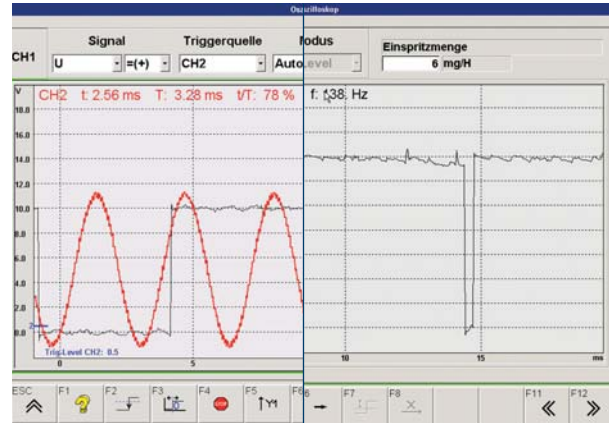 Oszilloskop
CH1
Signal
U
=(+)
Triggerquelle
CH2
Modus
Auto Level
Einspritzmenge
6 mg/H
V
CH2 t: 2.56 ms T: 3.28 ms t/T: 78 %
f: 138. Hz
18.0
16.0
14.0
12.0
10.0
8.0
6.0
4.0
2.0
0.0
Trig.Level CH2: 0.5
0
5
10
15
ms
ESC
F1
F2
F3
F4
STOP
F5
Y1
F6
F7
F8
F11
F12